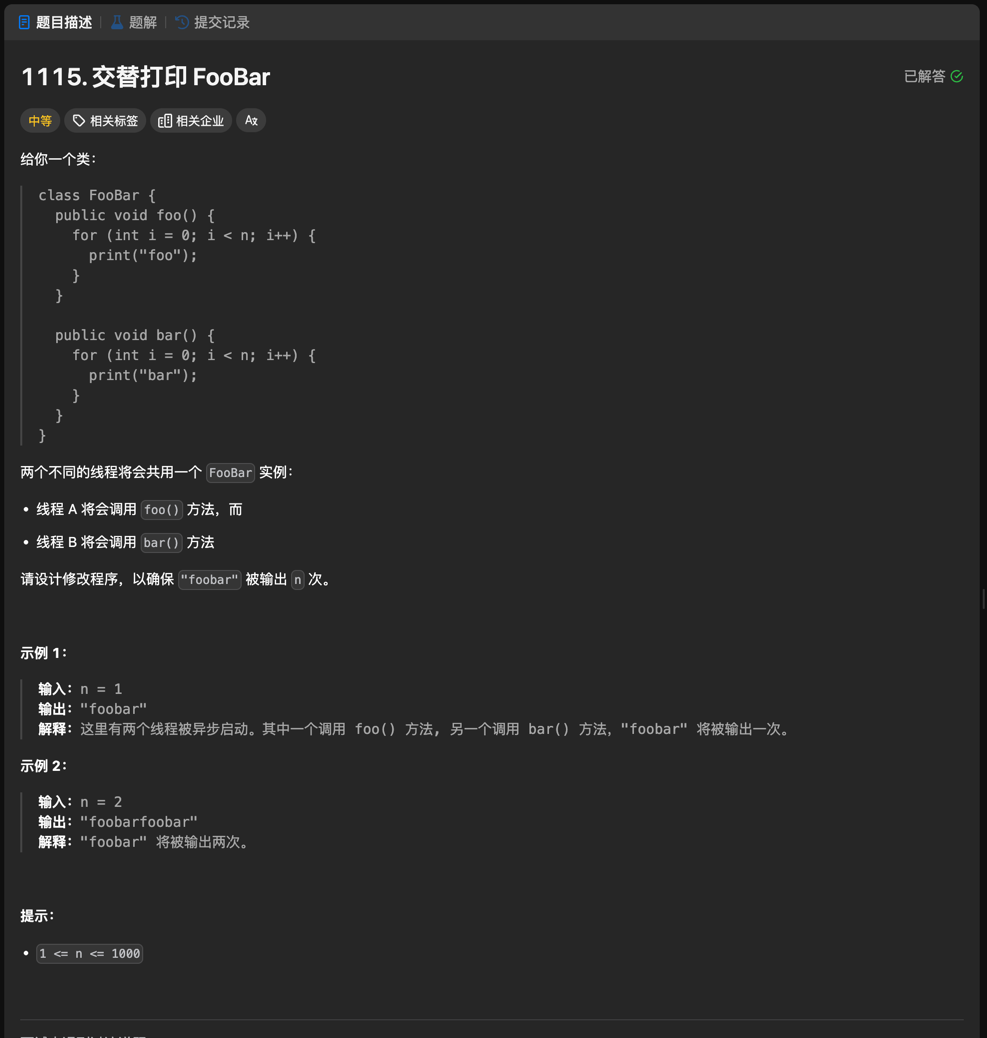 题目描述 题解 提交记录
1115. 交替打印 FooBar
已解答
中等 相关标签 相关企业
给你一个类：
class FooBar {
  public void foo() {
    for (int i = 0; i < n; i++) {
      print("foo");
    }
  }

  public void bar() {
    for (int i = 0; i < n; i++) {
      print("bar");
    }
  }
}
两个不同的线程将会共用一个 FooBar 实例：
• 线程 A 将会调用 foo() 方法，而
• 线程 B 将会调用 bar() 方法
请设计修改程序，以确保 "foobar" 被输出 n 次。
示例 1：
输入：n = 1
输出："foobar"
解释：这里有两个线程被异步启动。其中一个调用 foo() 方法, 另一个调用 bar() 方法，"foobar" 将被输出一次。
示例 2：
输入：n = 2
输出："foobarfoobar"
解释："foobar" 将被输出两次。
提示：
• 1 <= n <= 1000